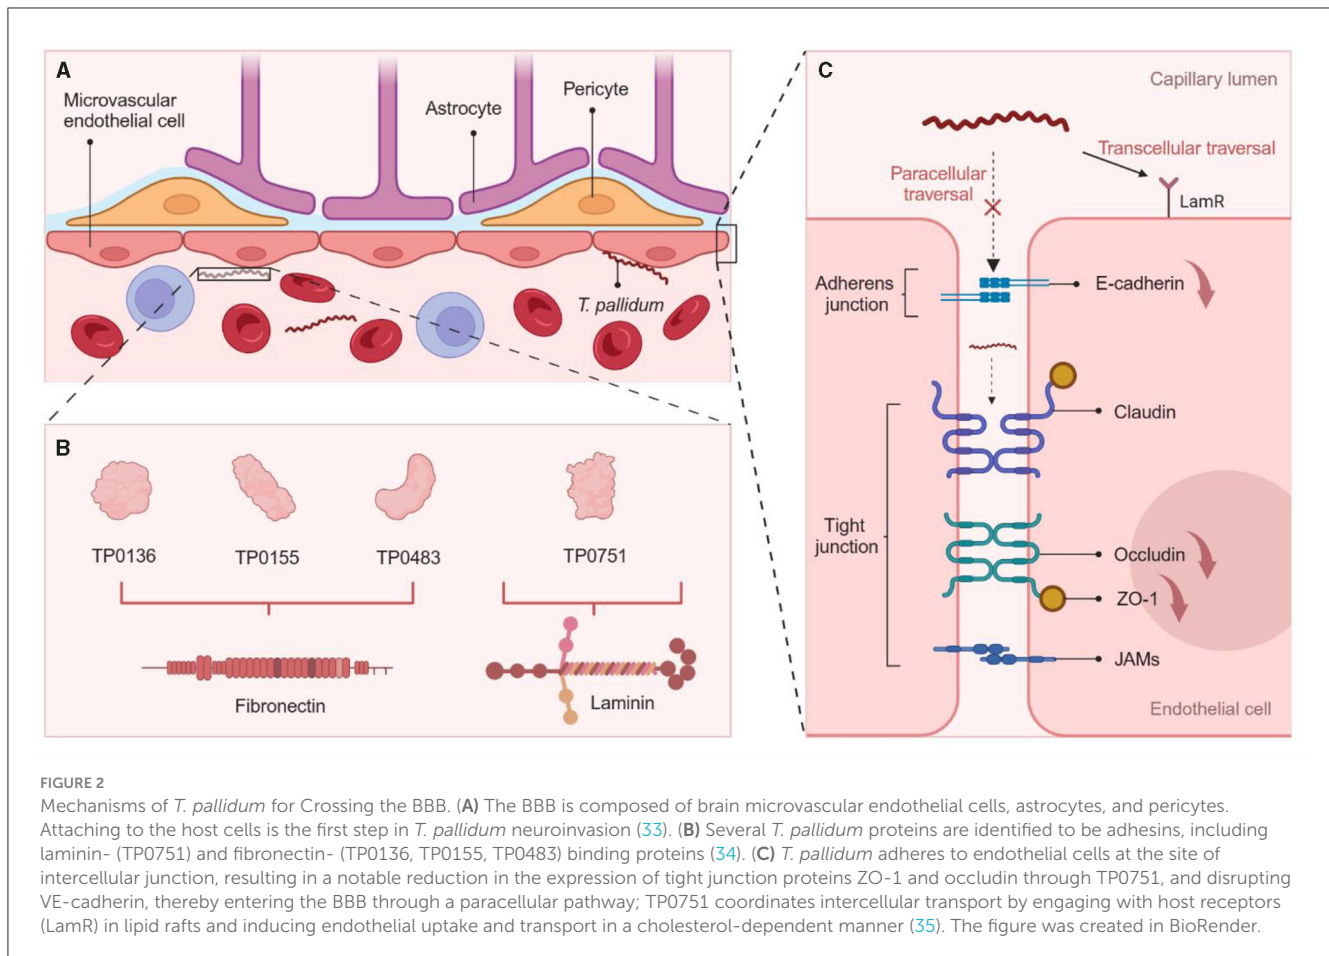 A
Microvascular
endothelial cell
Astrocyte
Pericyte
T. pallidum
B
TP0136
TP0155
TP0483
TP0751
Fibronectin
Laminin
C
Capillary lumen
Transcellular traversal
Paracellular
traversal
LamR
Adherens
junction
E-cadherin
Claudin
Tight
junction
Occludin
ZO-1
JAMs
Endothelial cell
FIGURE 2
Mechanisms of T. pallidum for Crossing the BBB. (A) The BBB is composed of brain microvascular endothelial cells, astrocytes, and pericytes.
Attaching to the host cells is the first step in T. pallidum neuroinvasion (33). (B) Several T. pallidum proteins are identified to be adhesins, including
laminin- (TP0751) and fibronectin- (TP0136, TP0155, TP0483) binding proteins (34). (C) T. pallidum adheres to endothelial cells at the site of
intercellular junction, resulting in a notable reduction in the expression of tight junction proteins ZO-1 and occludin through TP0751, and disrupting
VE-cadherin, thereby entering the BBB through a paracellular pathway; TP0751 coordinates intercellular transport by engaging with host receptors
(LamR) in lipid rafts and inducing endothelial uptake and transport in a cholesterol-dependent manner (35). The figure was created in BioRender.